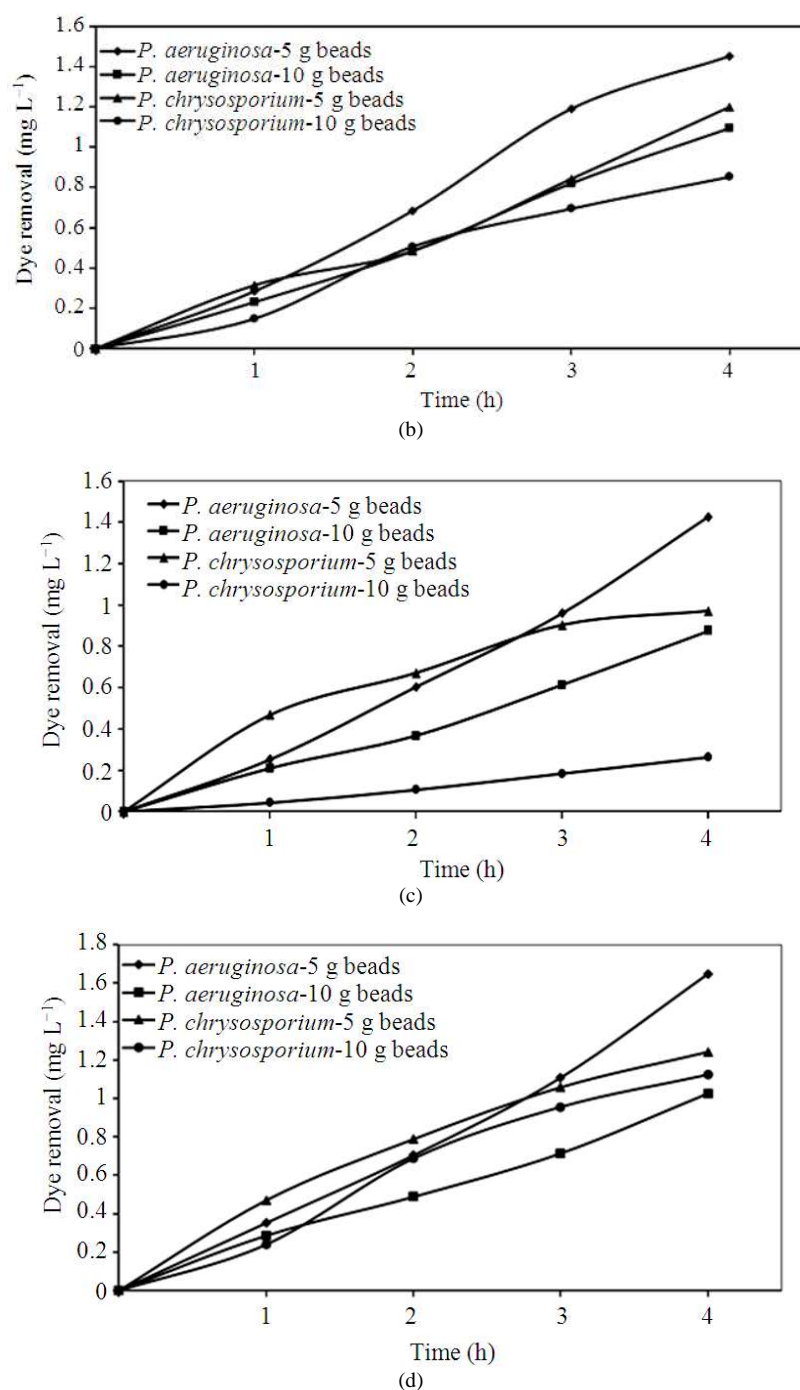 1.6
1.4
1.2
1
0.8
0.6
0.4
0.2
0
Dye removal (mg L⁻¹)
P. aeruginosa-5 g beads
P. aeruginosa-10 g beads
P. chrysosporium-5 g beads
P. chrysosporium-10 g beads
1 2 3 4
Time (h)
(b)
1.6
1.4
1.2
1
0.8
0.6
0.4
0.2
0
Dye removal (mg L⁻¹)
P. aeruginosa-5 g beads
P. aeruginosa-10 g beads
P. chrysosporium-5 g beads
P. chrysosporium-10 g beads
1 2 3 4
Time (h)
(c)
1.8
1.6
1.4
1.2
1
0.8
0.6
0.4
0.2
0
Dye removal (mg L⁻¹)
P. aeruginosa-5 g beads
P. aeruginosa-10 g beads
P. chrysosporium-5 g beads
P. chrysosporium-10 g beads
1 2 3 4
Time (h)
(d)